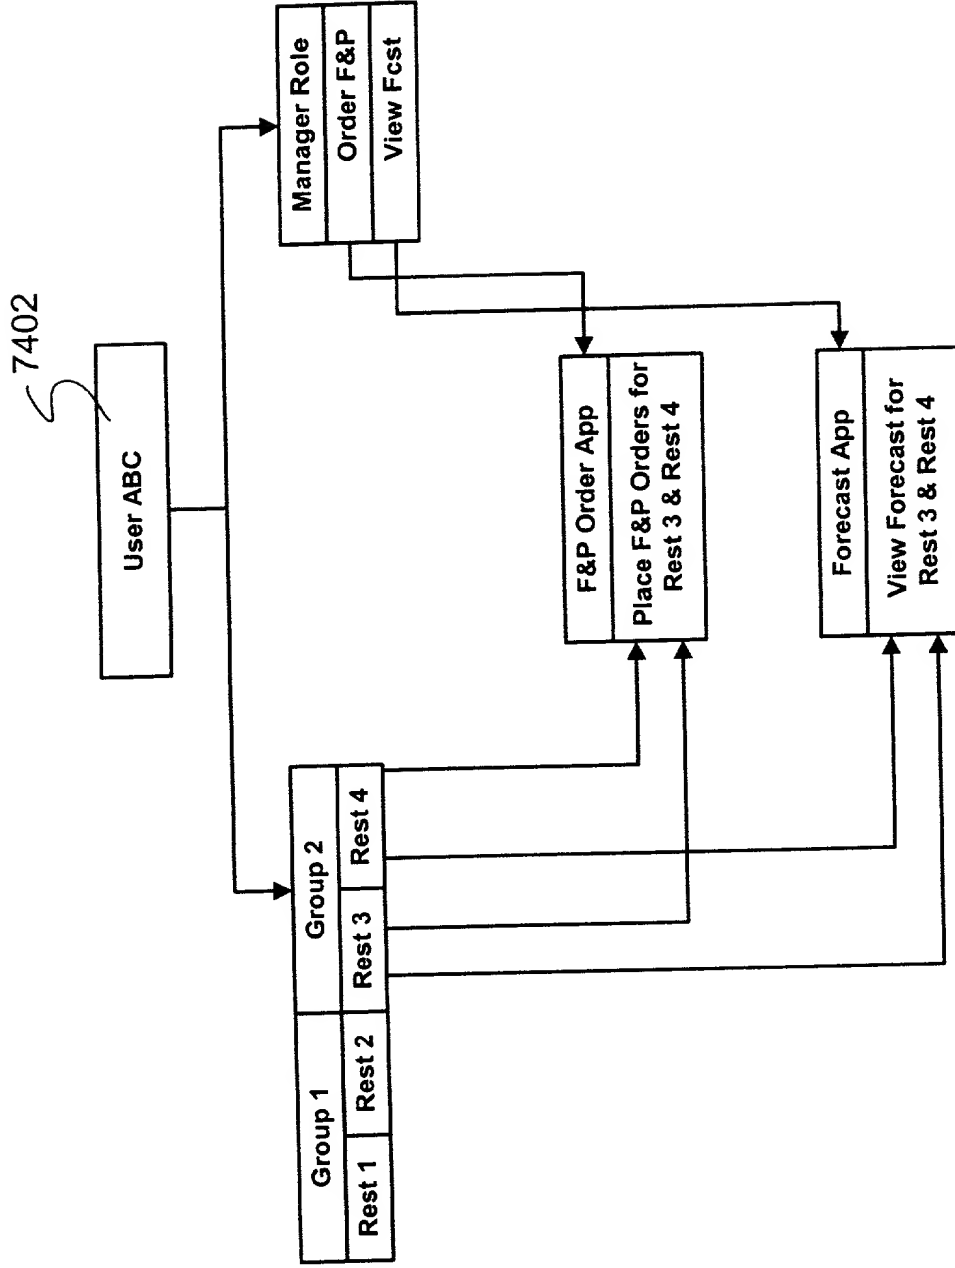 7402
User ABC
Group 1
Group 2
Rest 1
Rest 2
Rest 3
Rest 4
Manager Role
Order F&P
View Fcst
F&P Order App
Place F&P Orders for
Rest 3 & Rest 4
Forecast App
View Forecast for
Rest 3 & Rest 4